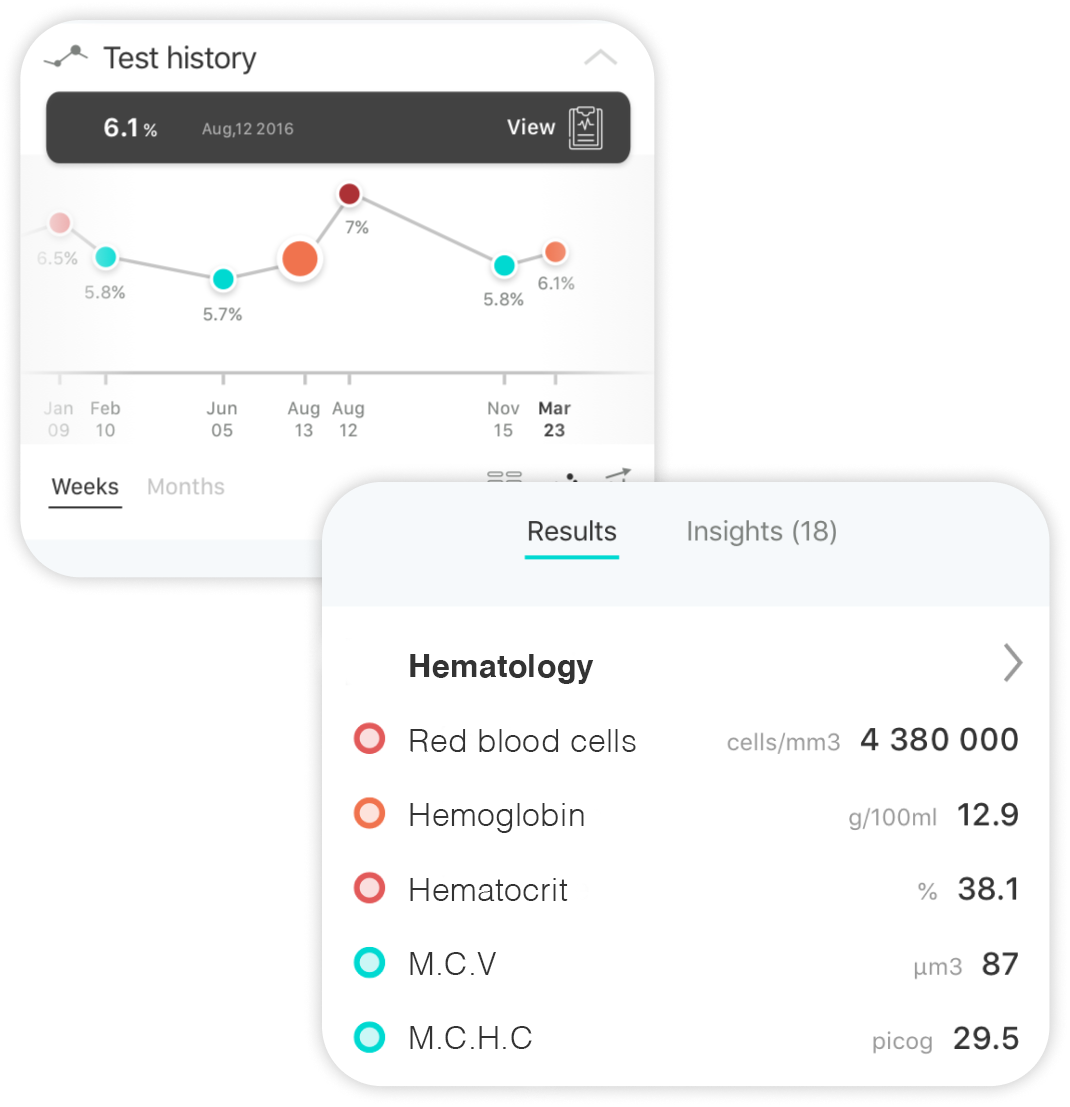 Test history
6.1 % Aug,12 2016 View
7%
6.5%
5.8%
5.7%
5.8%
6.1%
Jan Feb Jun Aug Aug Nov Mar
09 10 05 13 12 15 23
Weeks Months
Results Insights (18)
Hematology
Red blood cells cells/mm3 4 380 000
Hemoglobin g/100ml 12.9
Hematocrit % 38.1
M.C.V µm3 87
M.C.H.C picog 29.5